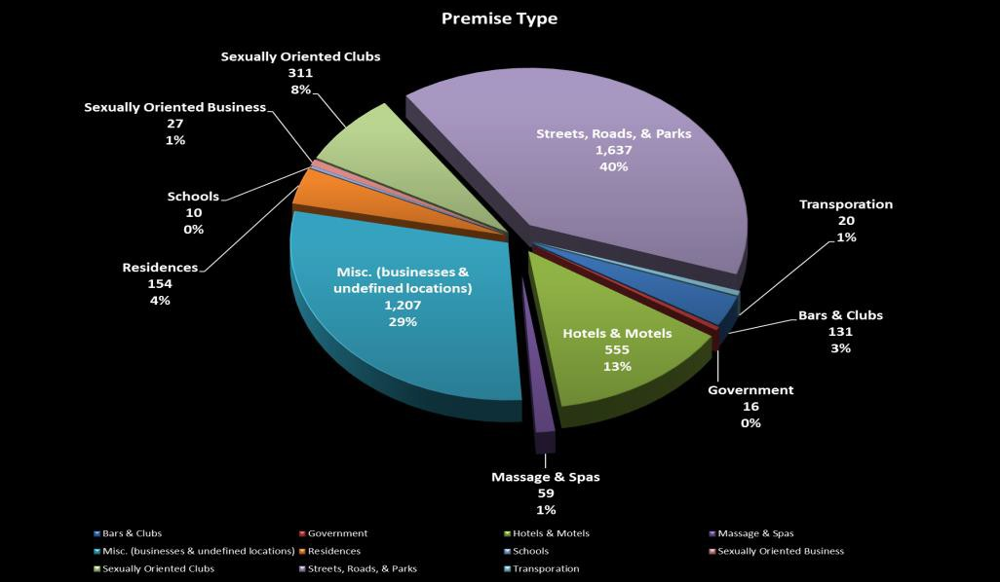 Premise Type
Sexually Oriented Clubs
311
8%
Sexually Oriented Business
27
1%
Schools
10
0%
Residences
154
4%
Misc. (businesses &
undefined locations)
1,207
29%
Streets, Roads, & Parks
1,637
40%
Transporation
20
1%
Bars & Clubs
131
3%
Hotels & Motels
555
13%
Government
16
0%
Massage & Spas
59
1%
Bars & Clubs
Government
Hotels & Motels
Massage & Spas
Misc. (businesses & undefined locations)
Residences
Schools
Sexually Oriented Business
Sexually Oriented Clubs
Streets, Roads, & Parks
Transporation